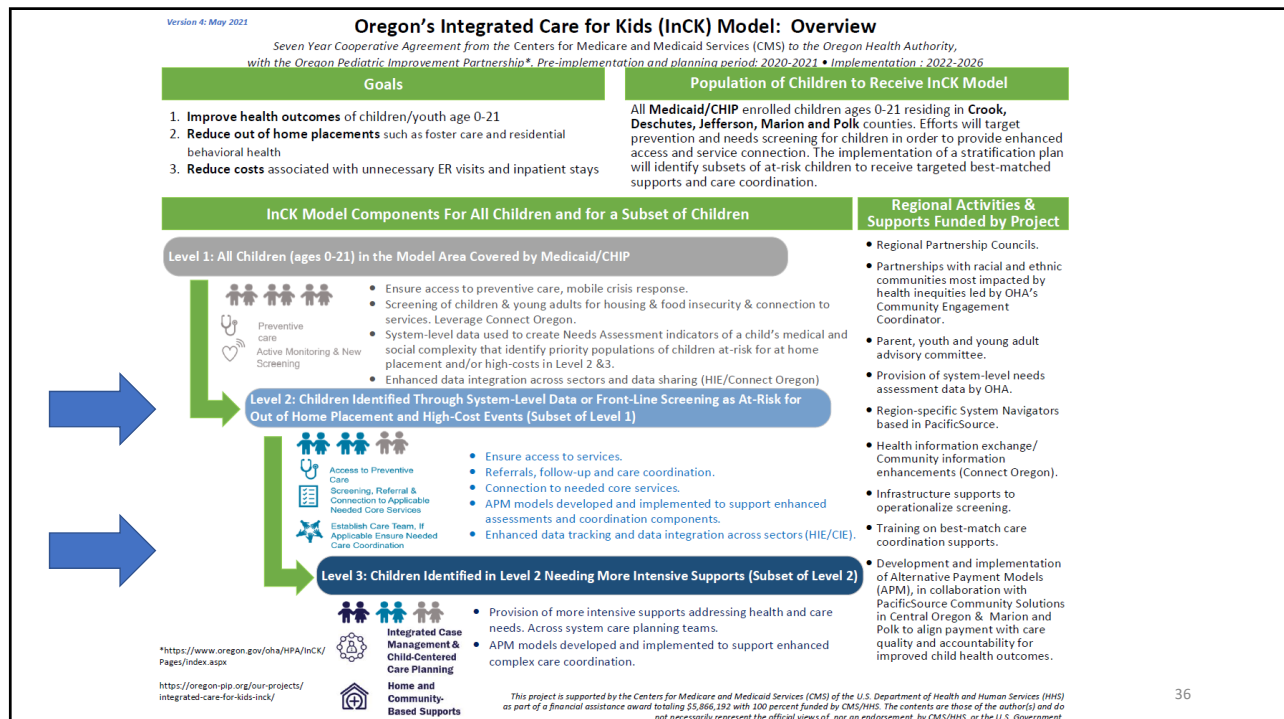 Version 4: May 2021
Oregon's Integrated Care for Kids (InCK) Model:  Overview
Seven Year Cooperative Agreement from the Centers for Medicare and Medicaid Services (CMS) to the Oregon Health Authority,
with the Oregon Pediatric Improvement Partnership*. Pre-implementation and planning period: 2020-2021 • Implementation : 2022-2026
Goals
1. Improve health outcomes of children/youth age 0-21
2. Reduce out of home placements such as foster care and residential
behavioral health
3. Reduce costs associated with unnecessary ER visits and inpatient stays
Population of Children to Receive InCK Model
All Medicaid/CHIP enrolled children ages 0-21 residing in Crook,
Deschutes, Jefferson, Marion and Polk counties. Efforts will target
prevention and needs screening for children in order to provide enhanced
access and service connection. The implementation of a stratification plan
will identify subsets of at-risk children to receive targeted best-matched
supports and care coordination.
InCK Model Components For All Children and for a Subset of Children
Level 1: All Children (ages 0-21) in the Model Area Covered by Medicaid/CHIP
Preventive
care
Active Monitoring & New
Screening
• Ensure access to preventive care, mobile crisis response.
• Screening of children & young adults for housing & food insecurity & connection to
services. Leverage Connect Oregon.
• System-level data used to create Needs Assessment indicators of a child's medical and
social complexity that identify priority populations of children at-risk for at home
placement and/or high-costs in Level 2 &3.
• Enhanced data integration across sectors and data sharing (HIE/Connect Oregon)
Level 2: Children Identified Through System-Level Data or Front-Line Screening as At-Risk for
Out of Home Placement and High-Cost Events (Subset of Level 1)
Access to Preventive
Care
Screening, Referral &
Connection to Applicable
Needed Core Services
Establish Care Team, If
Applicable Ensure Needed
Care Coordination
• Ensure access to services.
• Referrals, follow-up and care coordination.
• Connection to needed core services.
• APM models developed and implemented to support enhanced
assessments and coordination components.
• Enhanced data tracking and data integration across sectors (HIE/CIE).
Level 3: Children Identified in Level 2 Needing More Intensive Supports (Subset of Level 2)
Integrated Case
Management &
Child-Centered
Care Planning
Home and
Community-
Based Supports
• Provision of more intensive supports addressing health and care
needs. Across system care planning teams.
• APM models developed and implemented to support enhanced
complex care coordination.
Regional Activities &
Supports Funded by Project
• Regional Partnership Councils.
• Partnerships with racial and ethnic
communities most impacted by
health inequities led by OHA's
Community Engagement
Coordinator.
• Parent, youth and young adult
advisory committee.
• Provision of system-level needs
assessment data by OHA.
• Region-specific System Navigators
based in PacificSource.
• Health information exchange/
Community information
enhancements (Connect Oregon).
• Infrastructure supports to
operationalize screening.
• Training on best-match care
coordination supports.
• Development and implementation
of Alternative Payment Models
(APM), in collaboration with
PacificSource Community Solutions
in Central Oregon &  Marion and
Polk to align payment with care
quality and accountability for
improved child health outcomes.
*https://www.oregon.gov/oha/HPA/InCK/
Pages/index.aspx
https://oregon-pip.org/our-projects/
integrated-care-for-kids-inck/
This project is supported by the Centers for Medicare and Medicaid Services (CMS) of the U.S. Department of Health and Human Services (HHS)
as part of a financial assistance award totaling $5,866,192 with 100 percent funded by CMS/HHS. The contents are those of the author(s) and do
not necessarily represent the official views of, nor an endorsement, by CMS/HHS, or the U.S. Government.
36